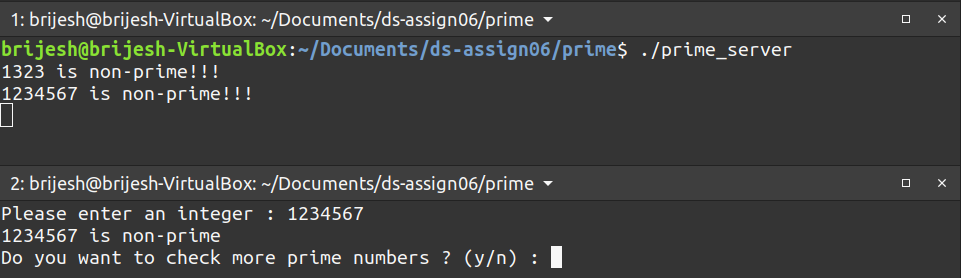 1: brijesh@brijesh-VirtualBox: ~/Documents/ds-assign06/prime
brijesh@brijesh-VirtualBox:~/Documents/ds-assign06/prime$ ./prime_server
1323 is non-prime!!!
1234567 is non-prime!!!
2: brijesh@brijesh-VirtualBox: ~/Documents/ds-assign06/prime
Please enter an integer : 1234567
1234567 is non-prime
Do you want to check more prime numbers ? (y/n) :